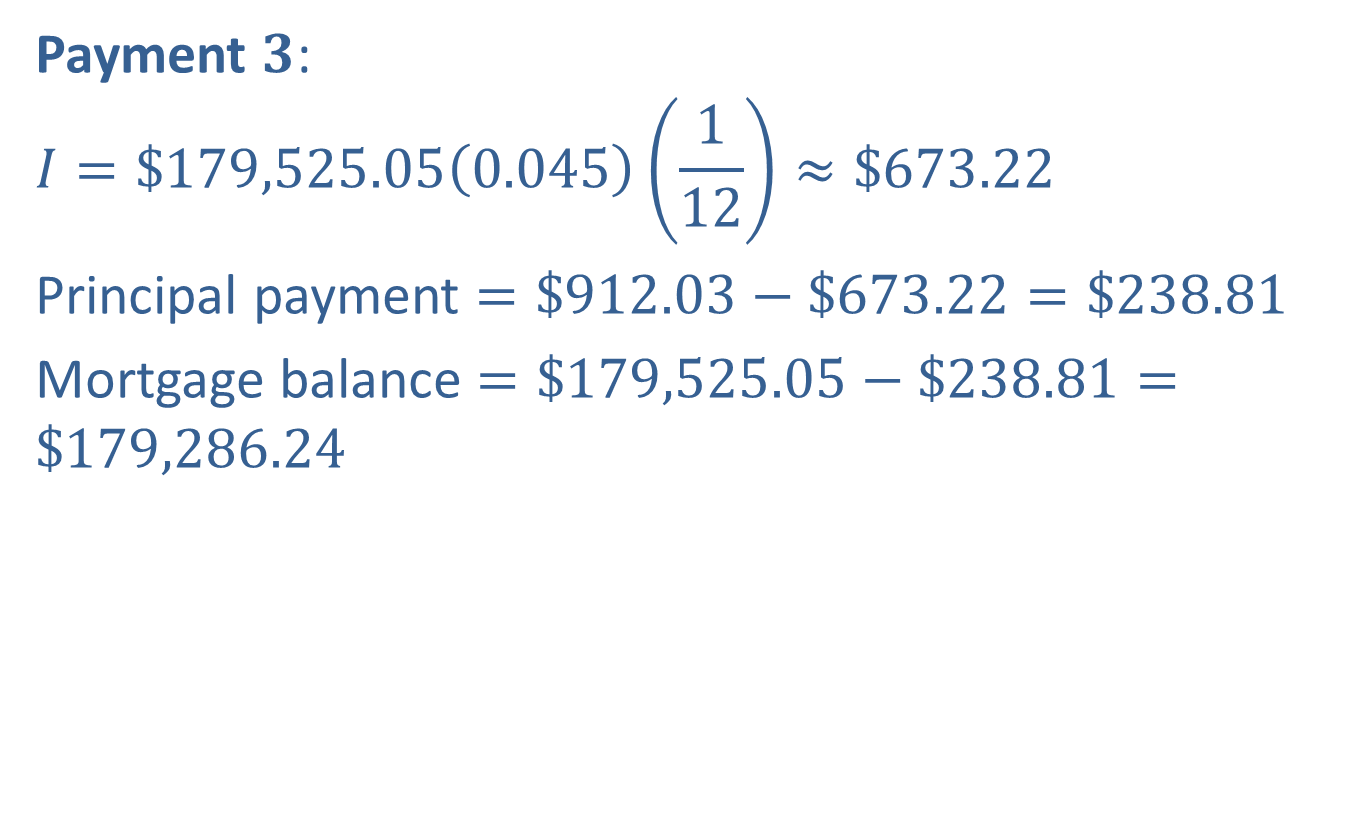 Payment 3:
I = $179,525.05(0.045)(1/12) ≈ $673.22
Principal payment = $912.03 − $673.22 = $238.81
Mortgage balance = $179,525.05 − $238.81 =
$179,286.24